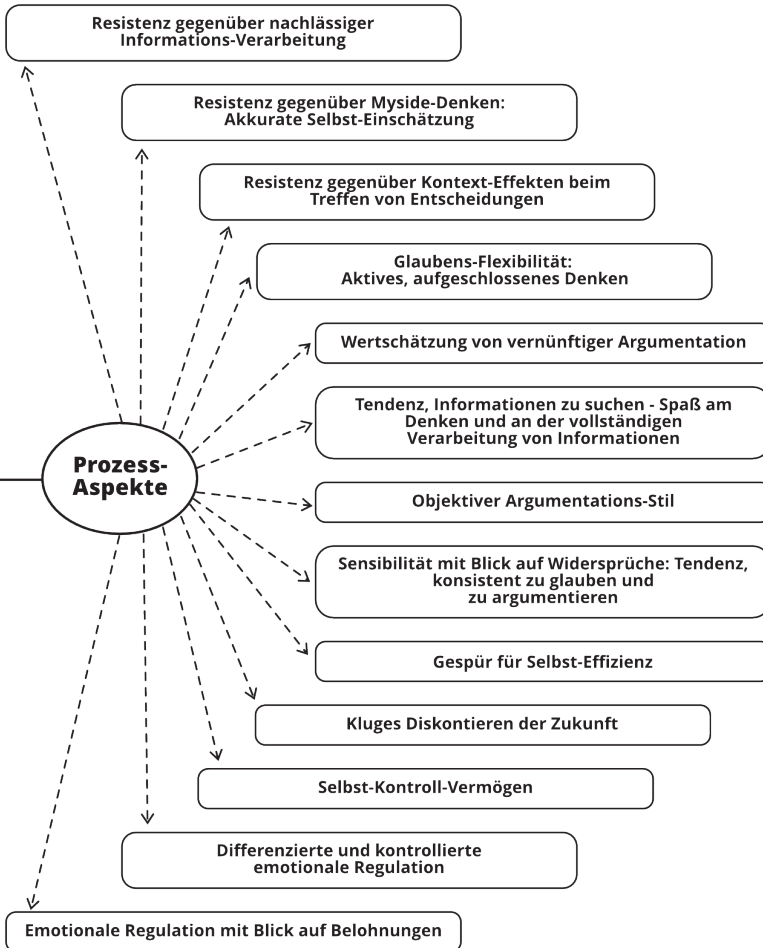 Resistenz gegenüber nachlässiger
Informations-Verarbeitung
Resistenz gegenüber Myside-Denken:
Akkurate Selbst-Einschätzung
Resistenz gegenüber Kontext-Effekten beim
Treffen von Entscheidungen
Glaubens-Flexibilität:
Aktives, aufgeschlossenes Denken
Wertschätzung von vernünftiger Argumentation
Tendenz, Informationen zu suchen - Spaß am
Denken und an der vollständigen
Verarbeitung von Informationen
Prozess-
Aspekte
Objektiver Argumentations-Stil
Sensibilität mit Blick auf Widersprüche: Tendenz,
konsistent zu glauben und
zu argumentieren
Gespür für Selbst-Effizienz
Kluges Diskontieren der Zukunft
Selbst-Kontroll-Vermögen
Differenzierte und kontrollierte
emotionale Regulation
Emotionale Regulation mit Blick auf Belohnungen